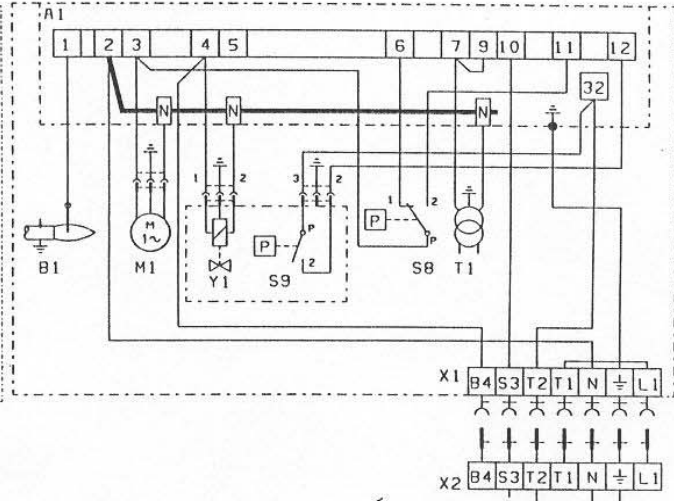 A1
1 2 3 4 5 6 7 9 10 11 12
32
N N N
1 2 3 2 1 2
M
1~
P
P P
P
2
B1 M1 Y1 S9 S8 T1
X1 B4 S3 T2 T1 N L1
X2 B4 S3 T2 T1 N L1